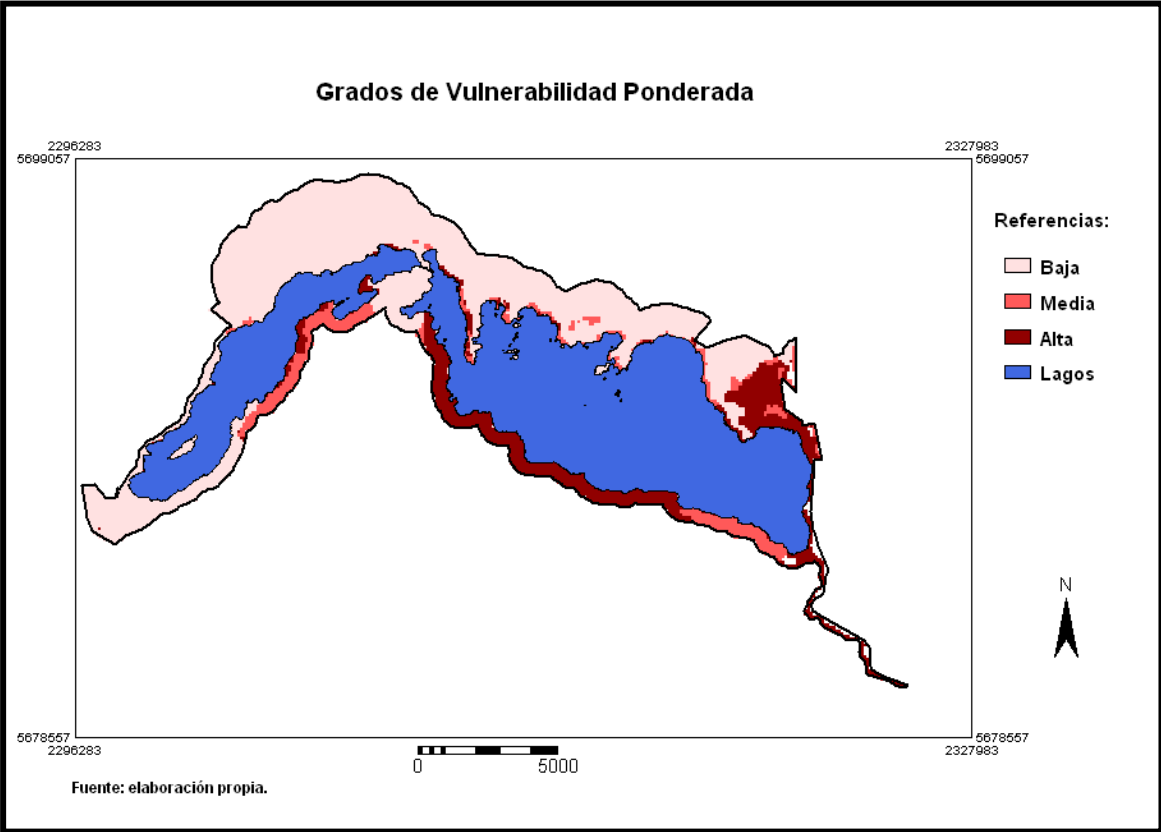 Grados de Vulnerabilidad Ponderada
2296283
2327983
5699057
5699057
Referencias:
Baja
Media
Alta
Lagos
N
5678557
5678557
2296283
2327983
0
5000
Fuente: elaboración propia.